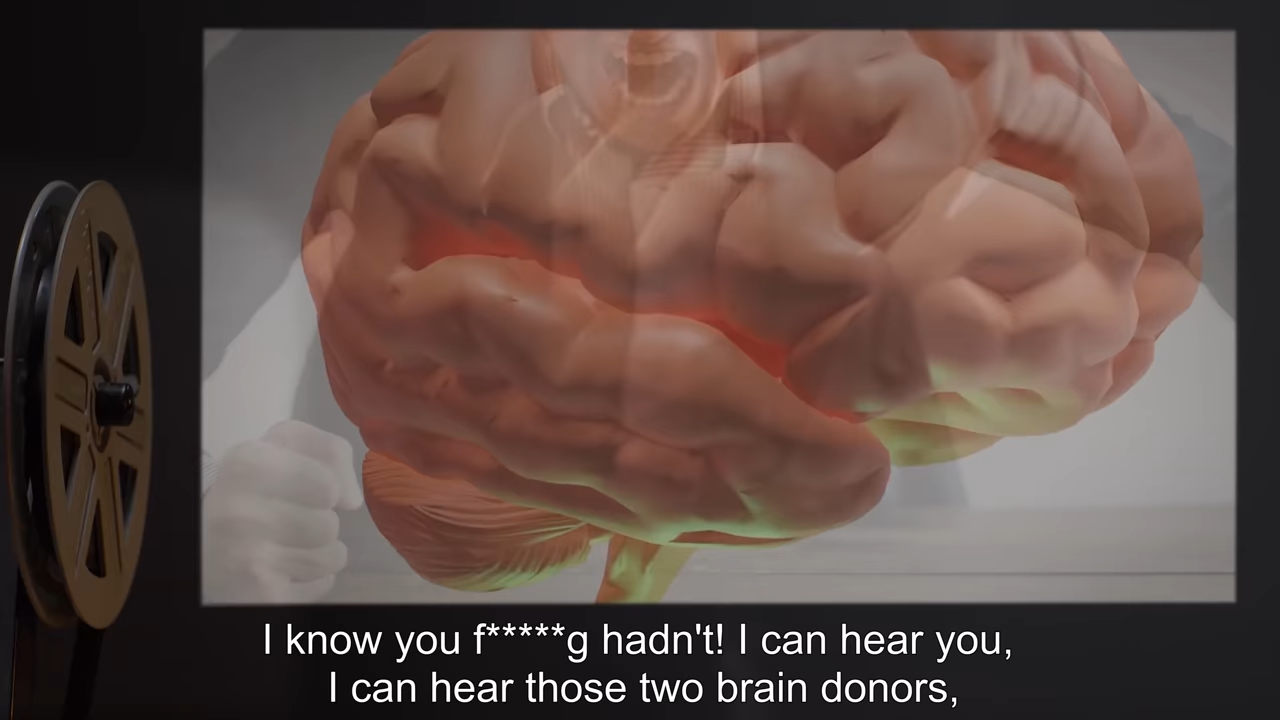 I know you f*****g hadn't! I can hear you,
I can hear those two brain donors,